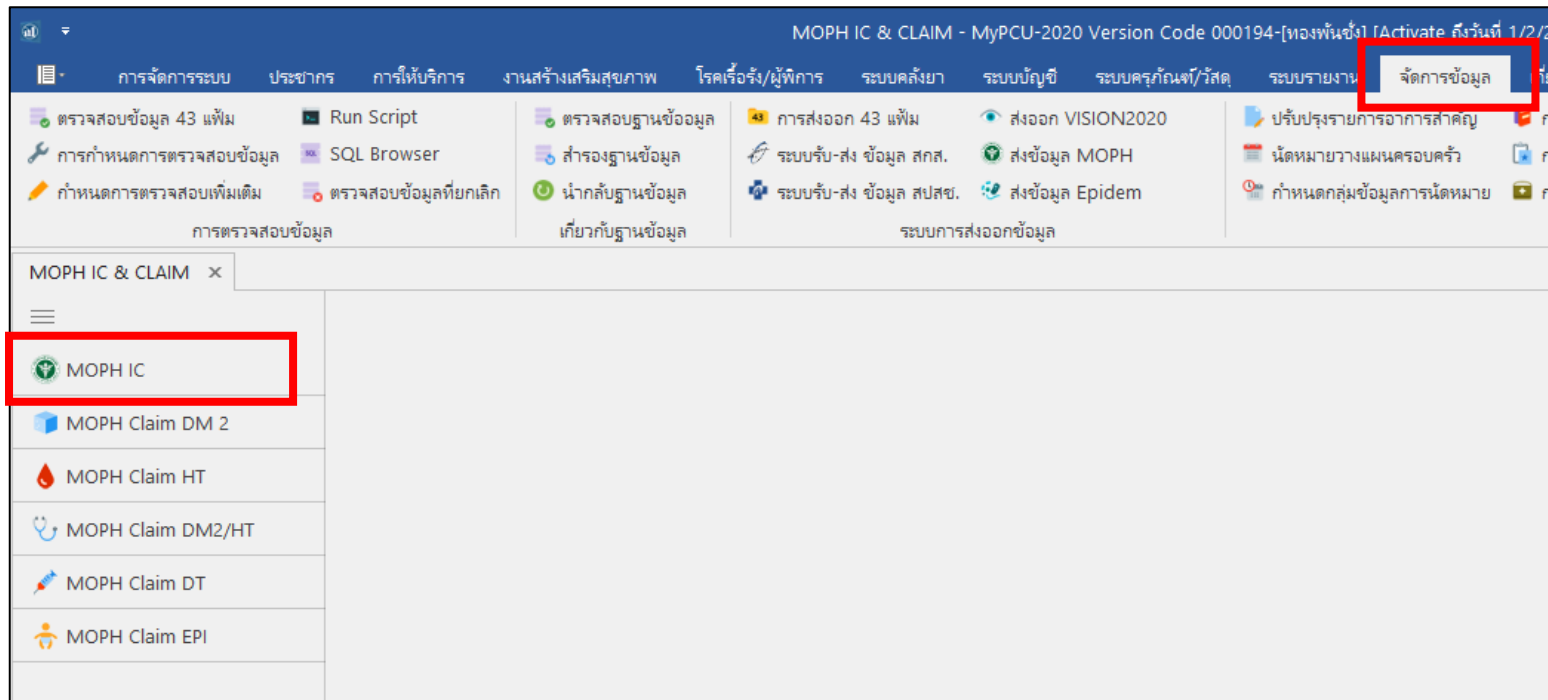 MOPH IC & CLAIM - MyPCU-2020 Version Code 000194-[ทองพันชั่ง] [Activate ถึงวันที่ 1/2/2
การจัดการระบบ ประชากร การให้บริการ งานสร้างเสริมสุขภาพ โรคเรื้อรัง/ผู้พิการ ระบบคลังยา ระบบบัญชี ระบบครุภัณฑ์/วัสดุ ระบบรายงาน จัดการข้อมูล
ตรวจสอบข้อมูล 43 แฟ้ม Run Script ตรวจสอบฐานข้ออมูล 43 การส่งออก 43 แฟ้ม ส่งออก VISION2020 ปรับปรุงรายการอาการสำคัญ
การกำหนดการตรวจสอบข้อมูล SQL SQL Browser สำรองฐานข้อมูล ระบบรับ-ส่ง ข้อมูล สกส. ส่งข้อมูล MOPH นัดหมายวางแผนครอบครัว
กำหนดการตรวจสอบเพิ่มเติม ตรวจสอบข้อมูลที่ยกเลิก นำกลับฐานข้อมูล ระบบรับ-ส่ง ข้อมูล สปสช. ส่งข้อมูล Epidem กำหนดกลุ่มข้อมูลการนัดหมาย
การตรวจสอบข้อมูล เกี่ยวกับฐานข้อมูล ระบบการส่งออกข้อมูล
MOPH IC & CLAIM ×
MOPH IC
MOPH Claim DM 2
MOPH Claim HT
MOPH Claim DM2/HT
MOPH Claim DT
MOPH Claim EPI